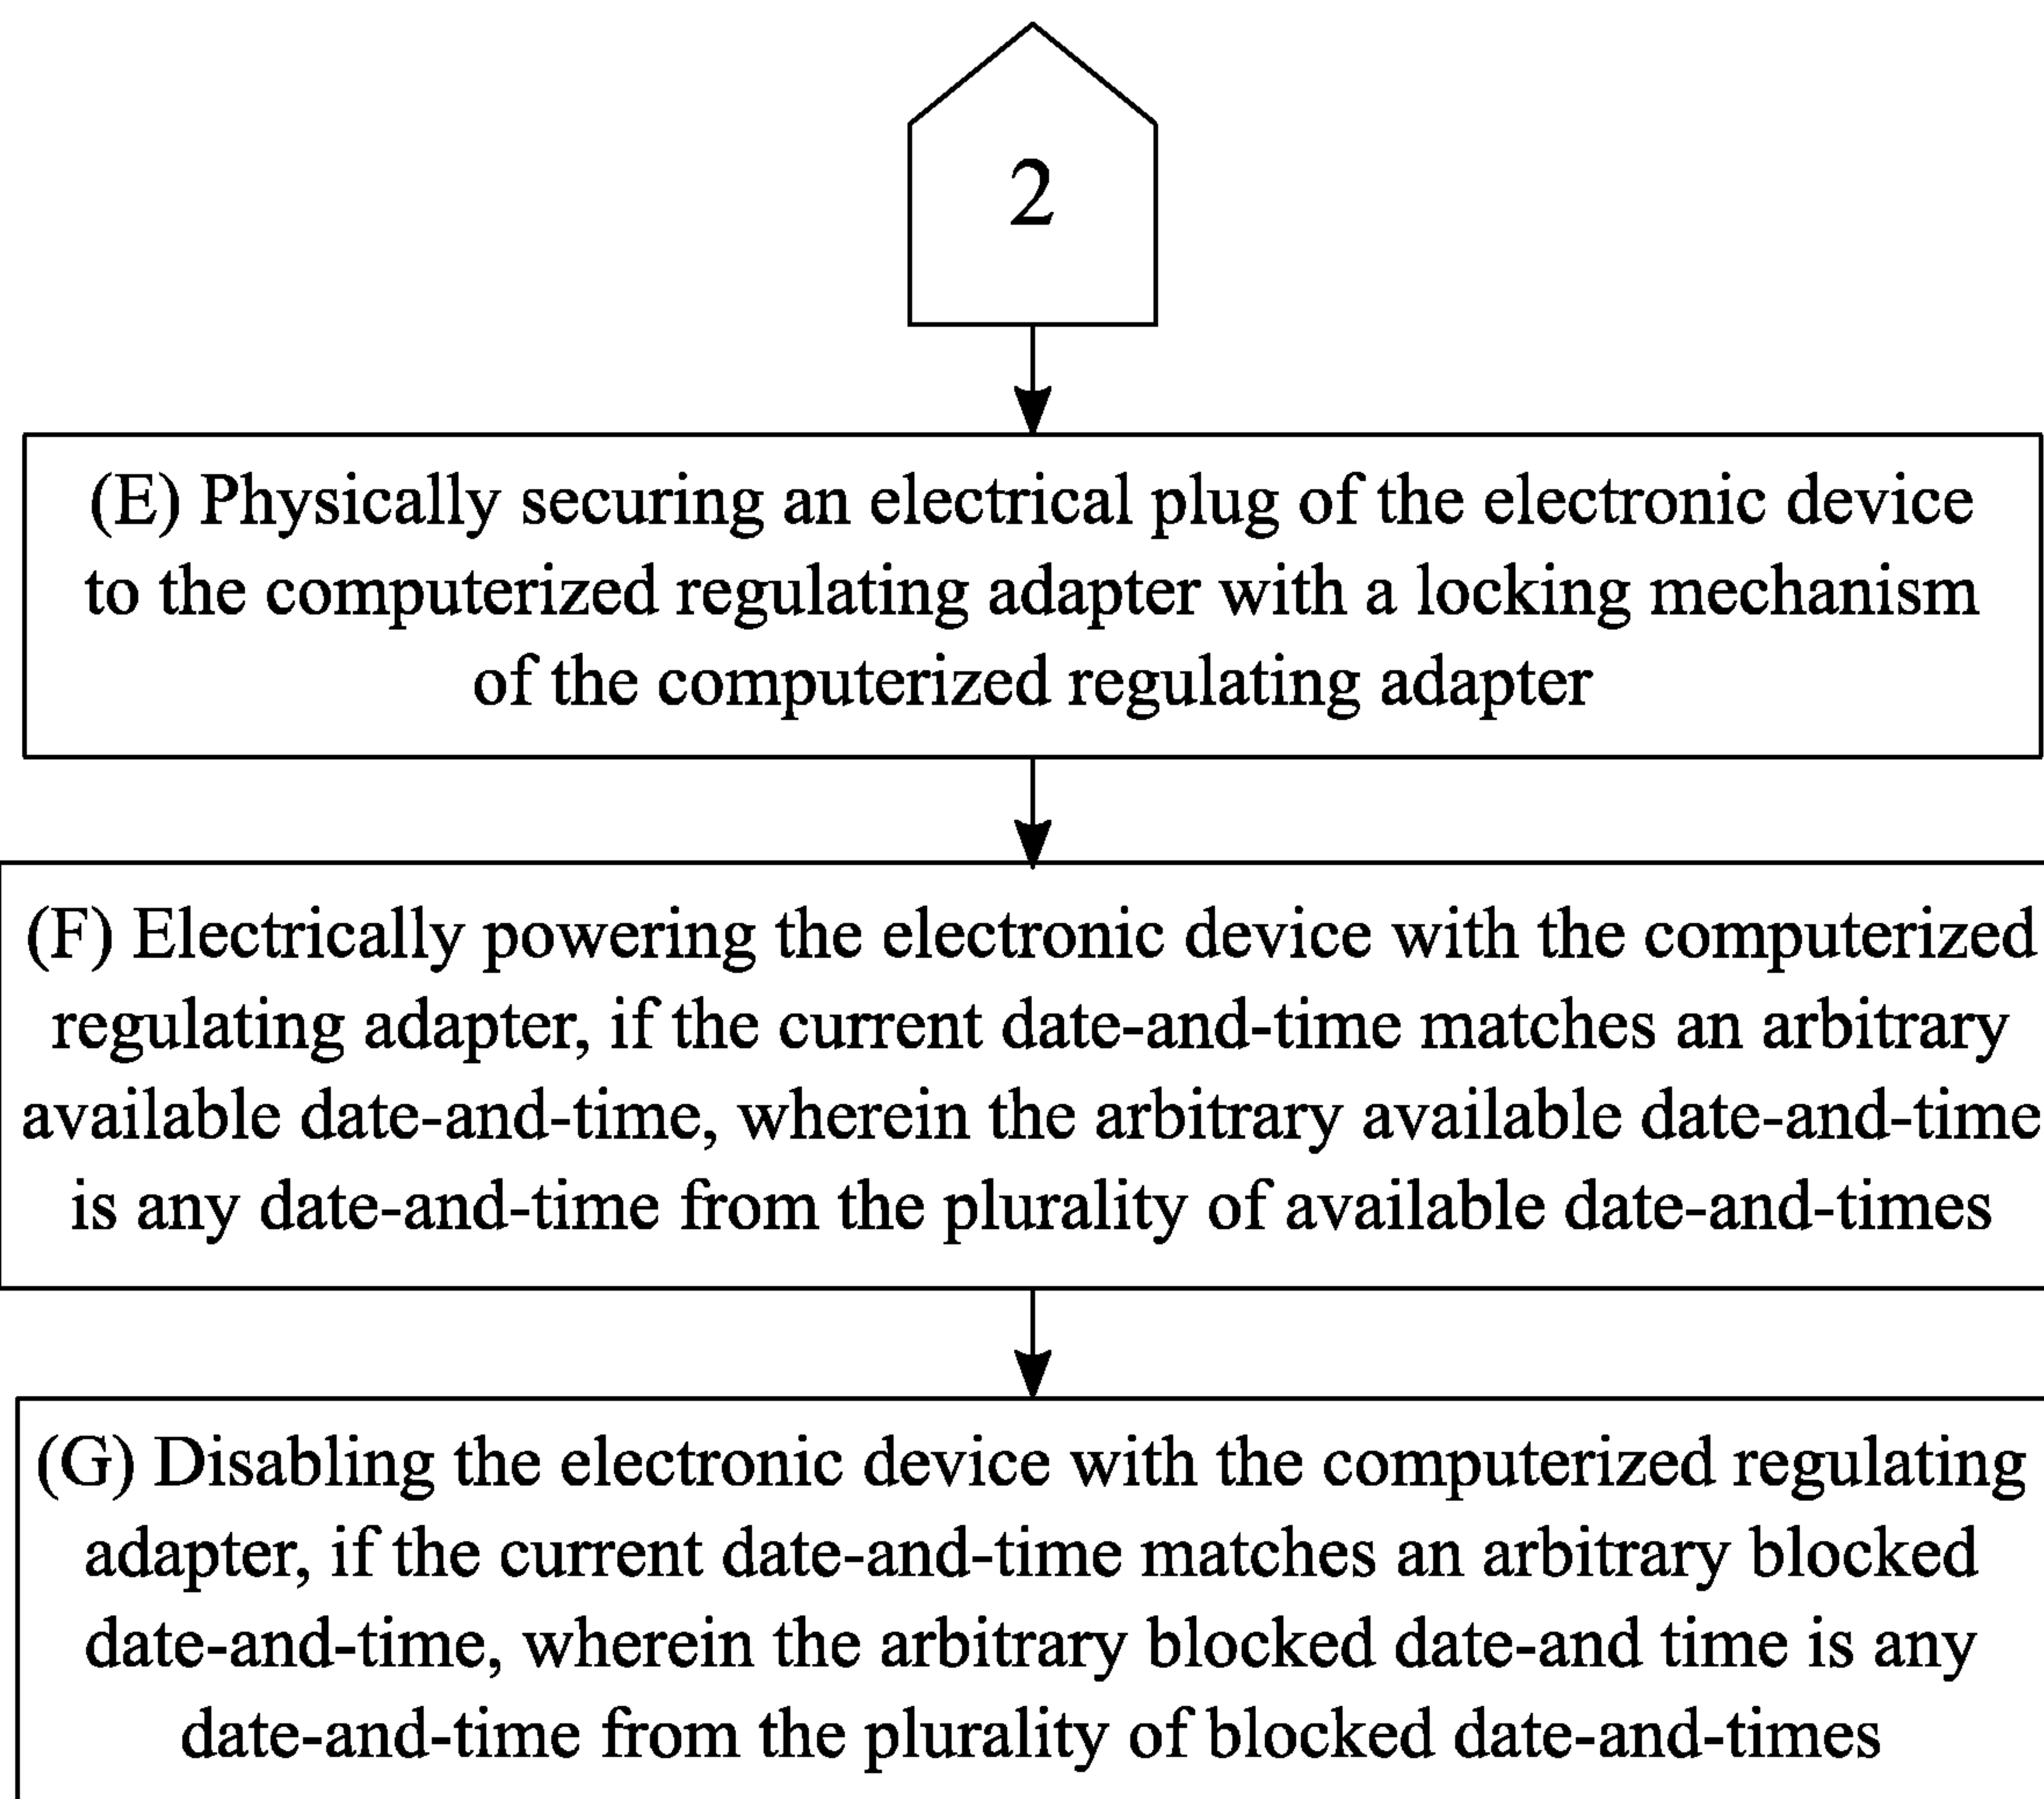 2
(E) Physically securing an electrical plug of the electronic device
to the computerized regulating adapter with a locking mechanism
of the computerized regulating adapter
(F) Electrically powering the electronic device with the computerized
regulating adapter, if the current date-and-time matches an arbitrary
available date-and-time, wherein the arbitrary available date-and-time
is any date-and-time from the plurality of available date-and-times
(G) Disabling the electronic device with the computerized regulating
adapter, if the current date-and-time matches an arbitrary blocked
date-and-time, wherein the arbitrary blocked date-and time is any
date-and-time from the plurality of blocked date-and-times